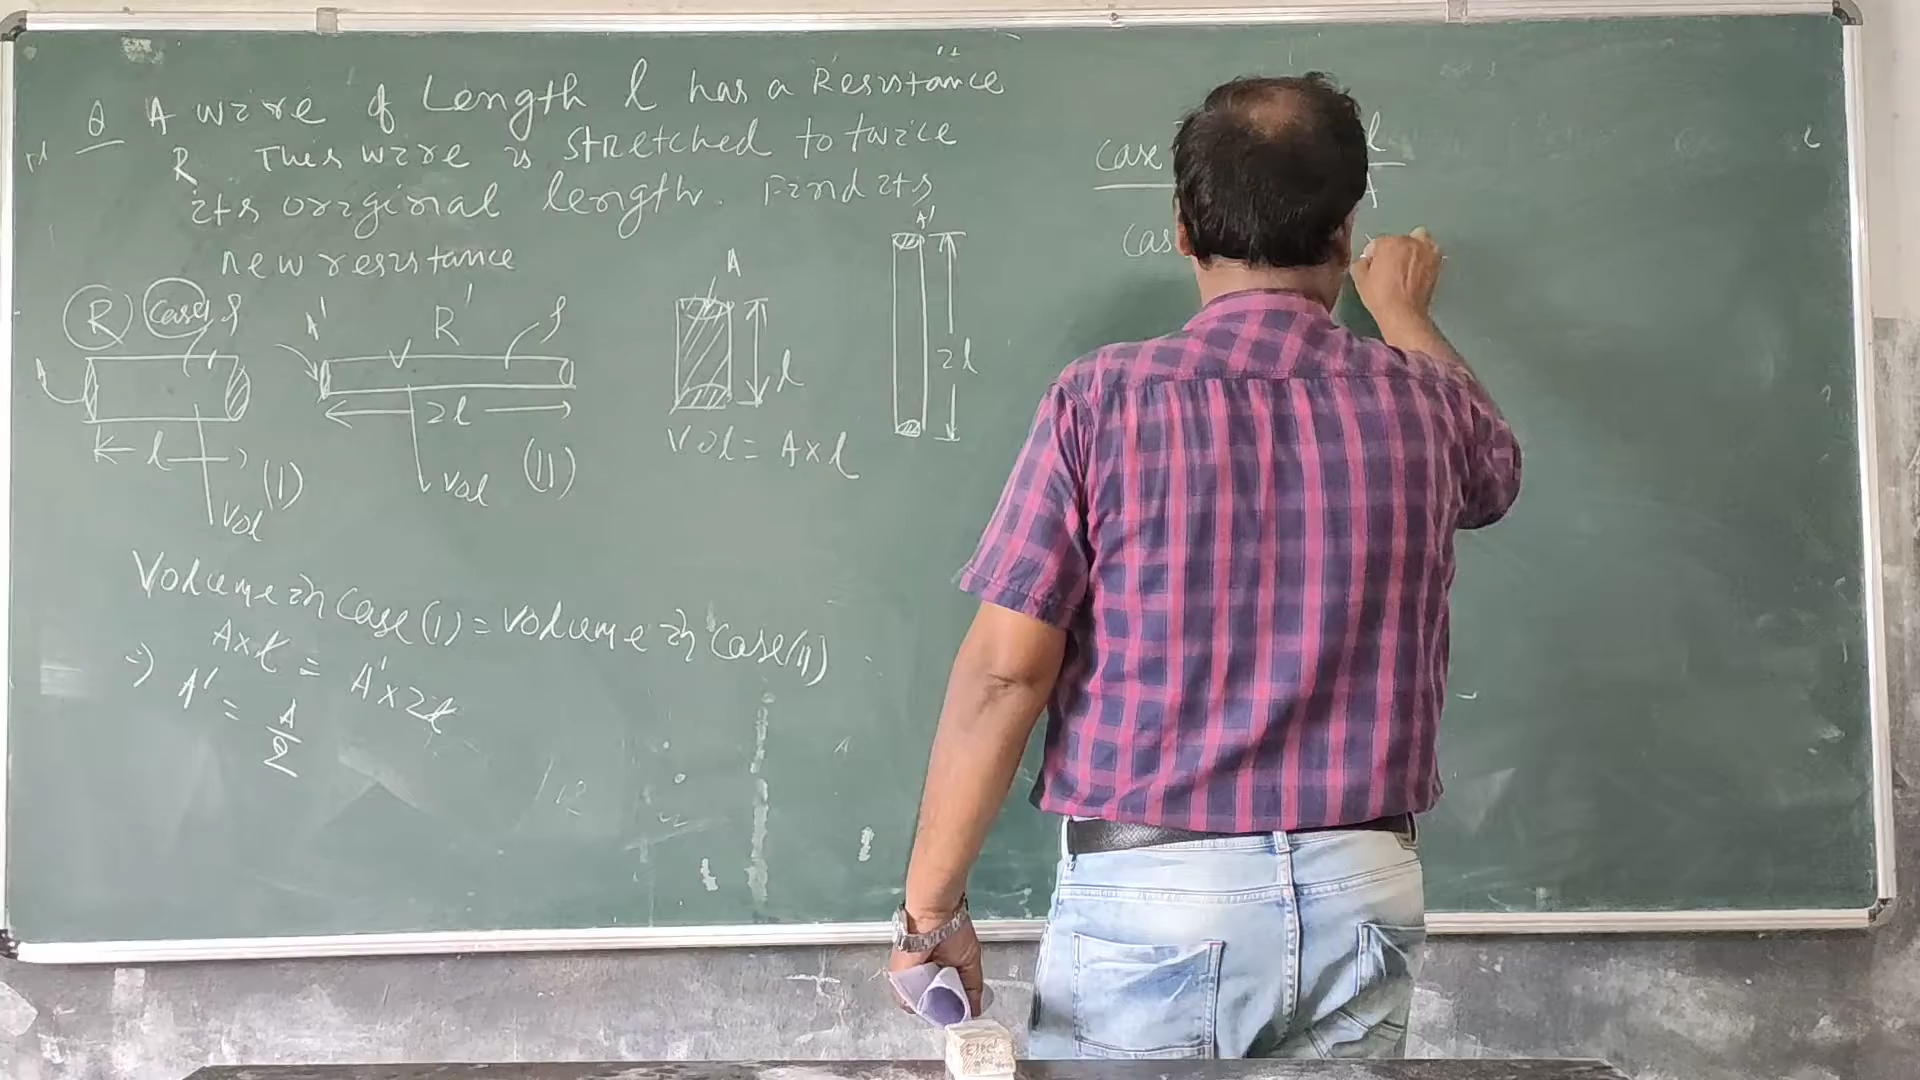 Q A wire of Length l has a Resistance
R This wire is stretched to twice
its original length. Find its
new resistance
R Case I ρ
A
l
(I)
Vol
A' R' ρ
2l
Vol (II)
A
l
Vol = A×l
A'
2l
Volume in Case (I) = Volume in Case (II)
A×l = A'×2l
⇒ A' = A/2
case
l
A
Cas